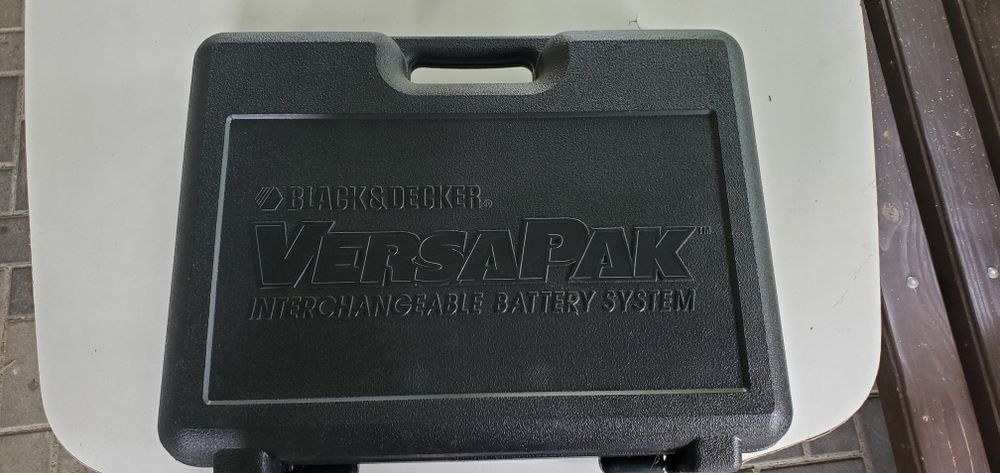 BLACK&DECKER®
VERSAPAK™
INTERCHANGEABLE BATTERY SYSTEM